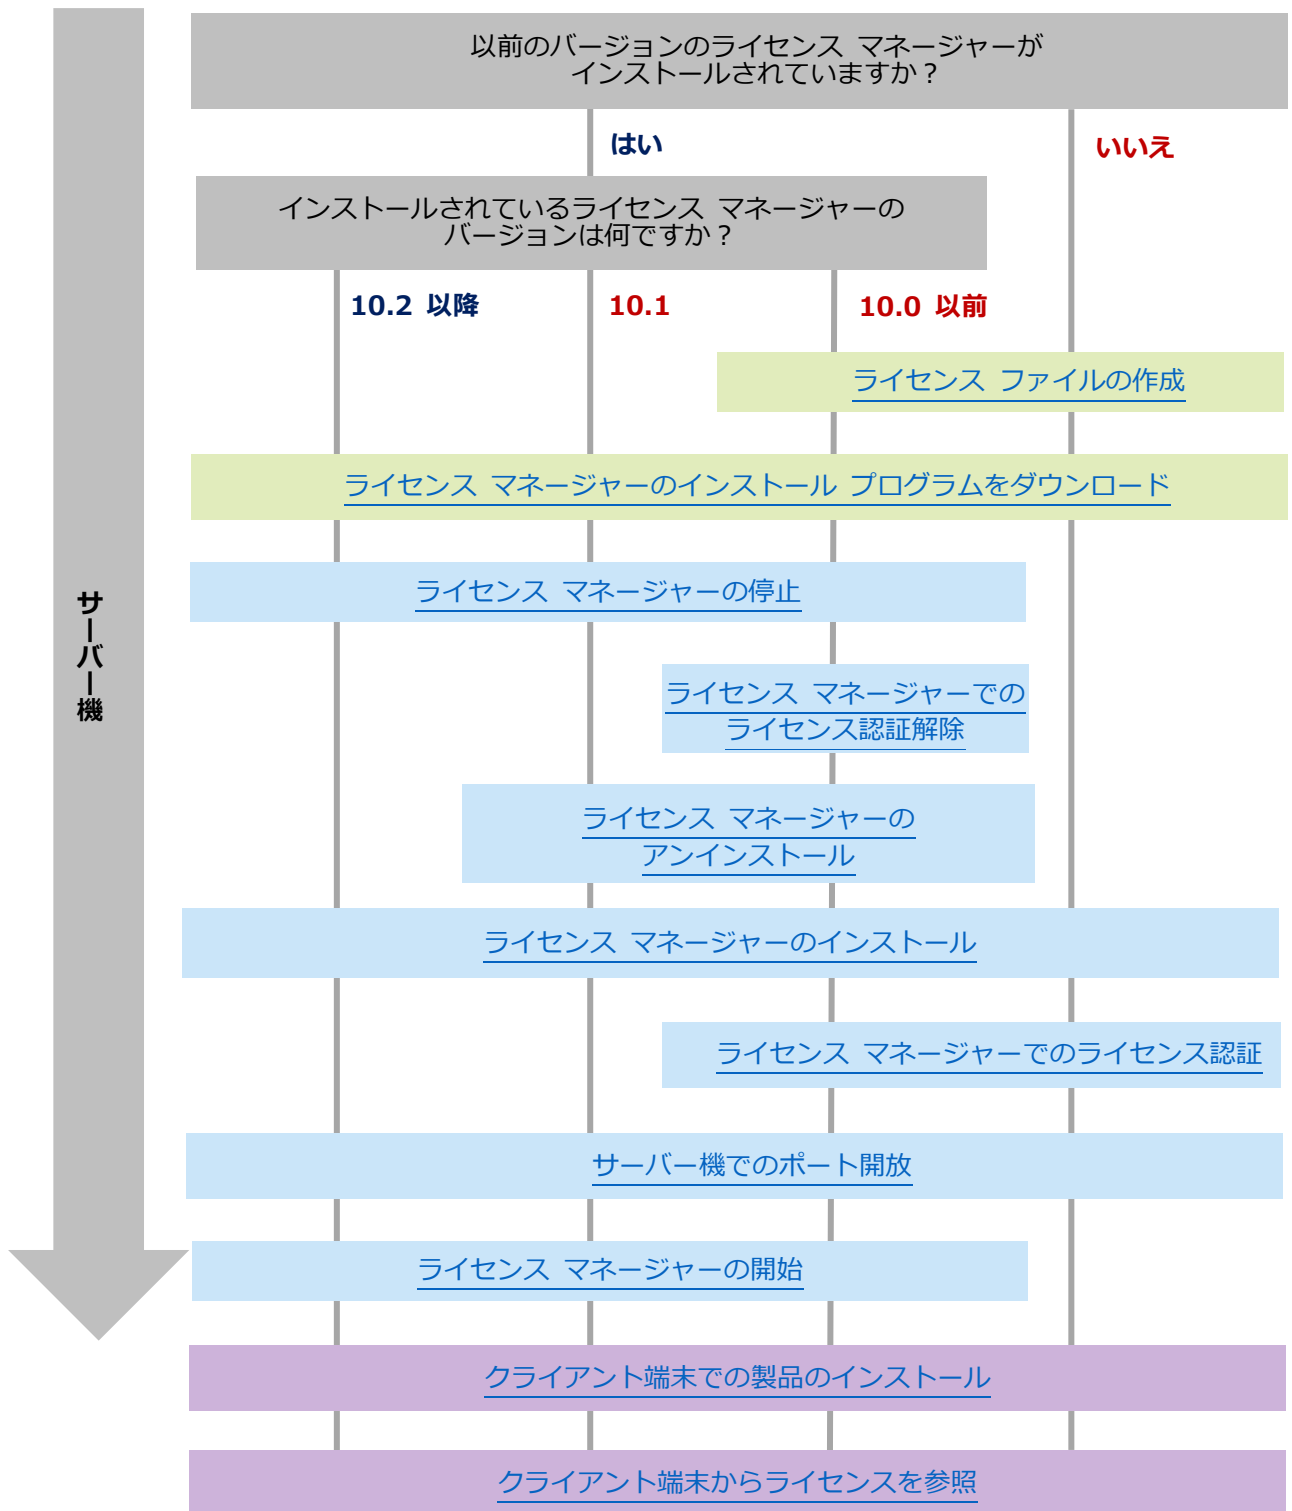 以前のバージョンのライセンス マネージャーが
インストールされていますか？
はい
いいえ
インストールされているライセンス マネージャーの
バージョンは何ですか？
10.2 以降
10.1
10.0 以前
ライセンス ファイルの作成
ライセンス マネージャーのインストール プログラムをダウンロード
ライセンス マネージャーの停止
サーバー機
ライセンス マネージャーでの
ライセンス認証解除
ライセンス マネージャーの
アンインストール
ライセンス マネージャーのインストール
ライセンス マネージャーでのライセンス認証
サーバー機でのポート開放
ライセンス マネージャーの開始
クライアント端末での製品のインストール
クライアント端末からライセンスを参照